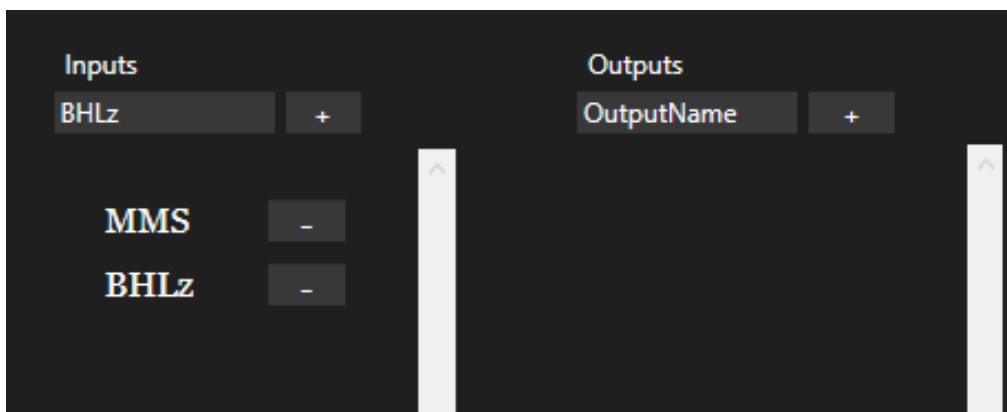 Inputs
BHLz +
MMS -
BHLz -
Outputs
OutputName +